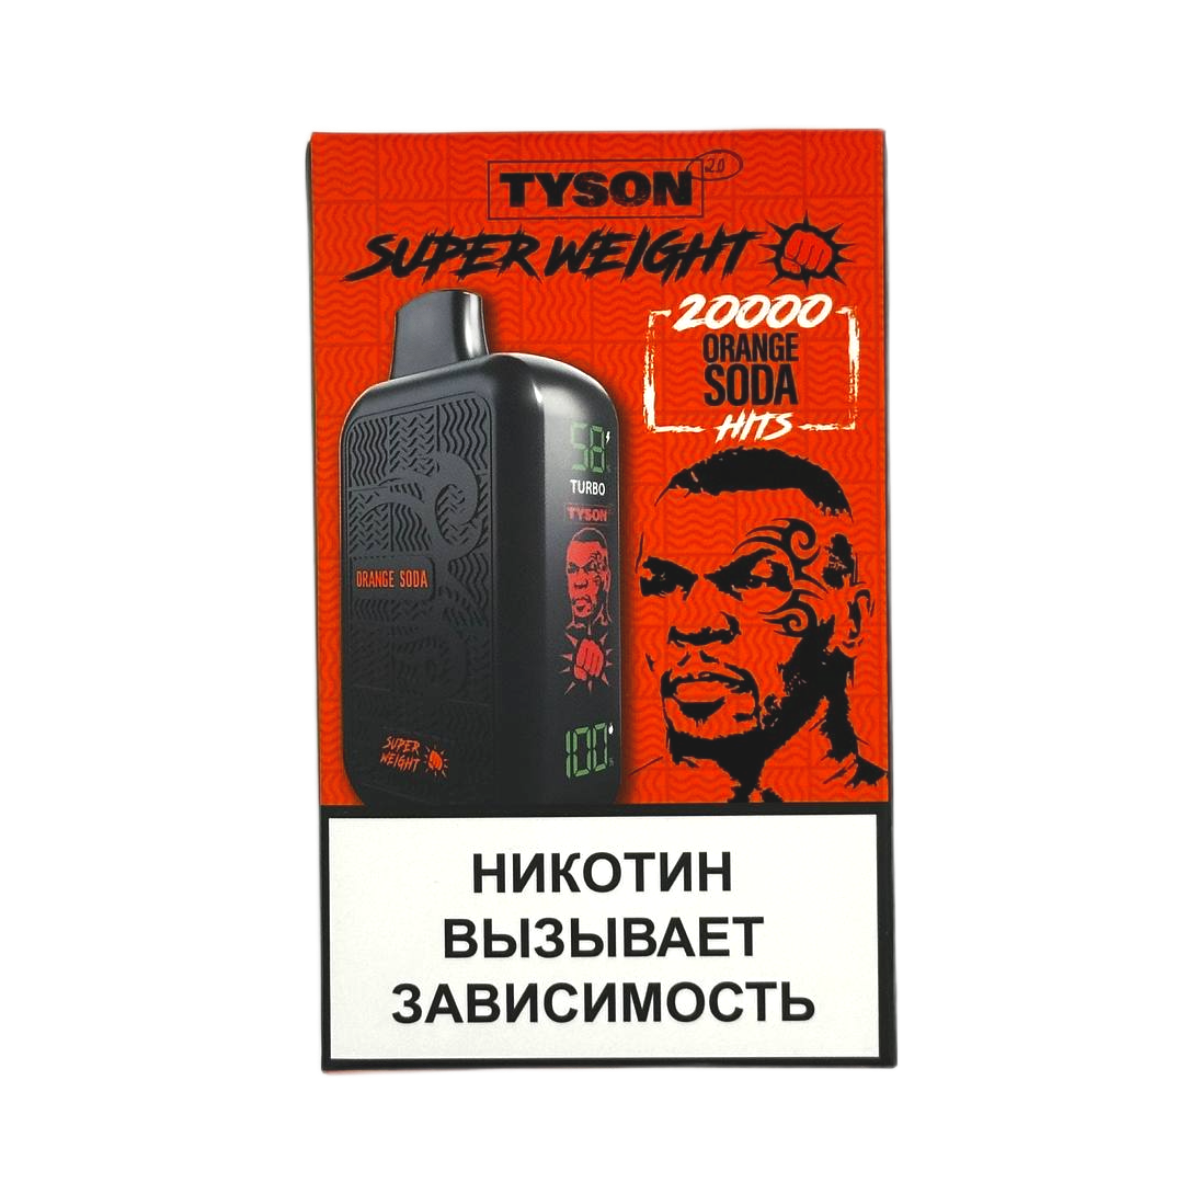 TYSON 2.0
SUPER WEIGHT
20000
ORANGE
SODA
HITS
58%
TURBO
TYSON
ORANGE SODA
SUPER
WEIGHT
100%
НИКОТИН
ВЫЗЫВАЕТ
ЗАВИСИМОСТЬ